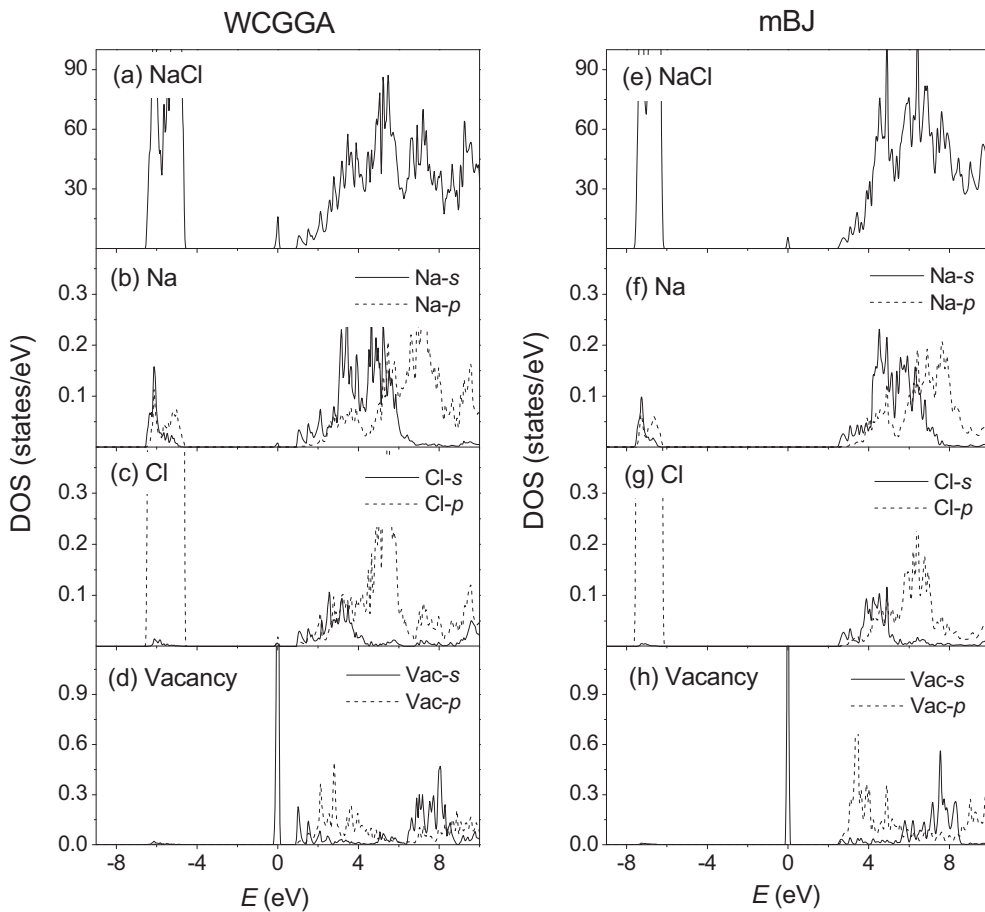 WCGGA
mBJ
(a) NaCl
90
60
30
(e) NaCl
90
60
30
(b) Na
Na-s
Na-p
0.3
0.2
0.1
(f) Na
Na-s
Na-p
0.3
0.2
0.1
DOS (states/eV)
DOS (states/eV)
(c) Cl
Cl-s
Cl-p
0.3
0.2
0.1
(g) Cl
Cl-s
Cl-p
0.3
0.2
0.1
(d) Vacancy
Vac-s
Vac-p
0.9
0.6
0.3
0.0
(h) Vacancy
Vac-s
Vac-p
0.9
0.6
0.3
0.0
-8 -4 0 4 8
-8 -4 0 4 8
E (eV)
E (eV)